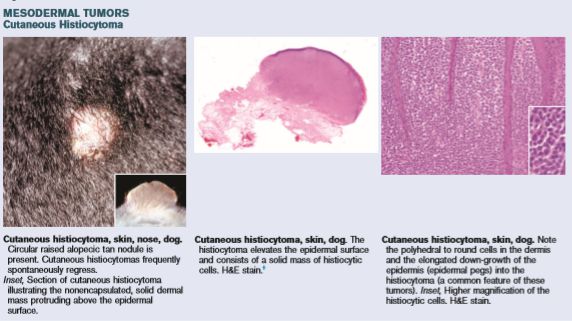 MESODERMAL TUMORS
Cutaneous Histiocytoma
Cutaneous histiocytoma, skin, nose, dog.
Circular raised alopecic tan nodule is
present. Cutaneous histiocytomas frequently
spontaneously regress.
Inset, Section of cutaneous histiocytoma
illustrating the nonencapsulated, solid dermal
mass protruding above the epidermal
surface.
Cutaneous histiocytoma, skin, dog. The
histiocytoma elevates the epidermal surface
and consists of a solid mass of histiocytic
cells. H&E stain.
Cutaneous histiocytoma, skin, dog. Note
the polyhedral to round cells in the dermis
and the elongated down-growth of the
epidermis (epidermal pegs) into the
histiocytoma (a common feature of these
tumors). Inset, Higher magnification of the
histiocytic cells. H&E stain.